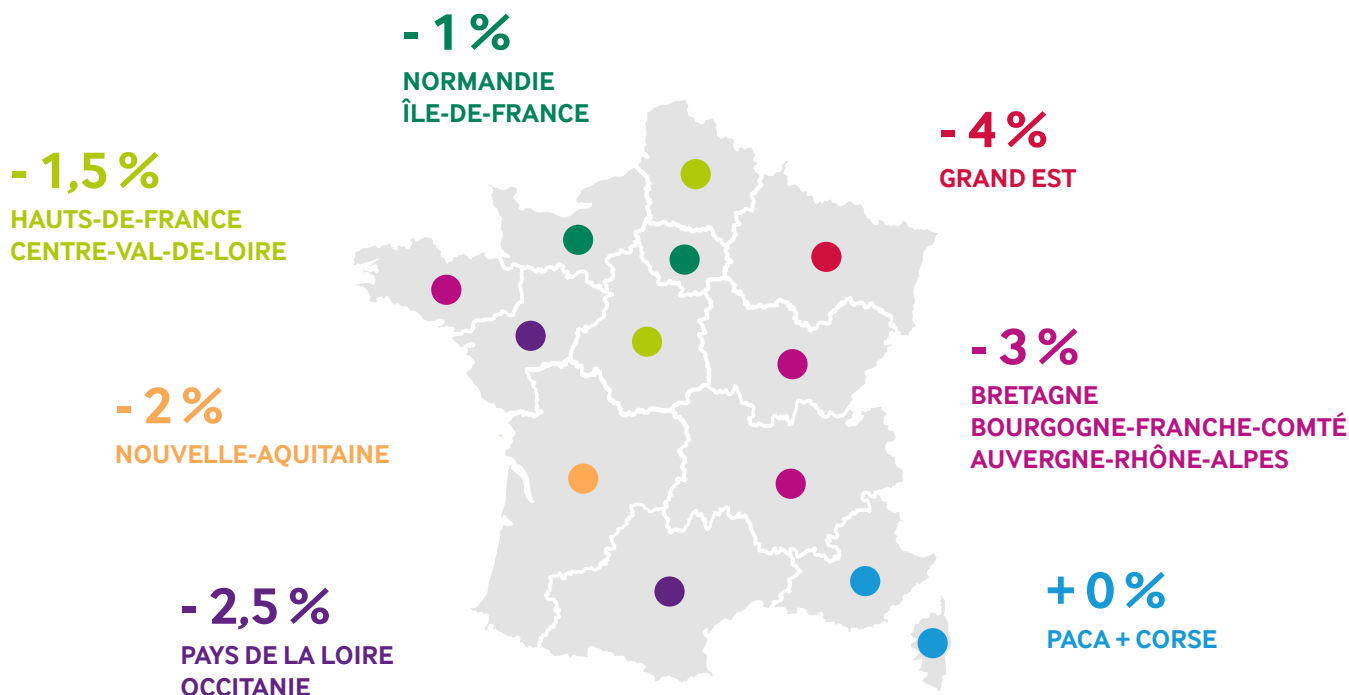 - 1 %
NORMANDIE
ÎLE-DE-FRANCE
- 4 %
GRAND EST
- 1,5 %
HAUTS-DE-FRANCE
CENTRE-VAL-DE-LOIRE
- 3 %
BRETAGNE
BOURGOGNE-FRANCHE-COMTÉ
AUVERGNE-RHÔNE-ALPES
- 2 %
NOUVELLE-AQUITAINE
+ 0 %
PACA + CORSE
- 2,5 %
PAYS DE LA LOIRE
OCCITANIE